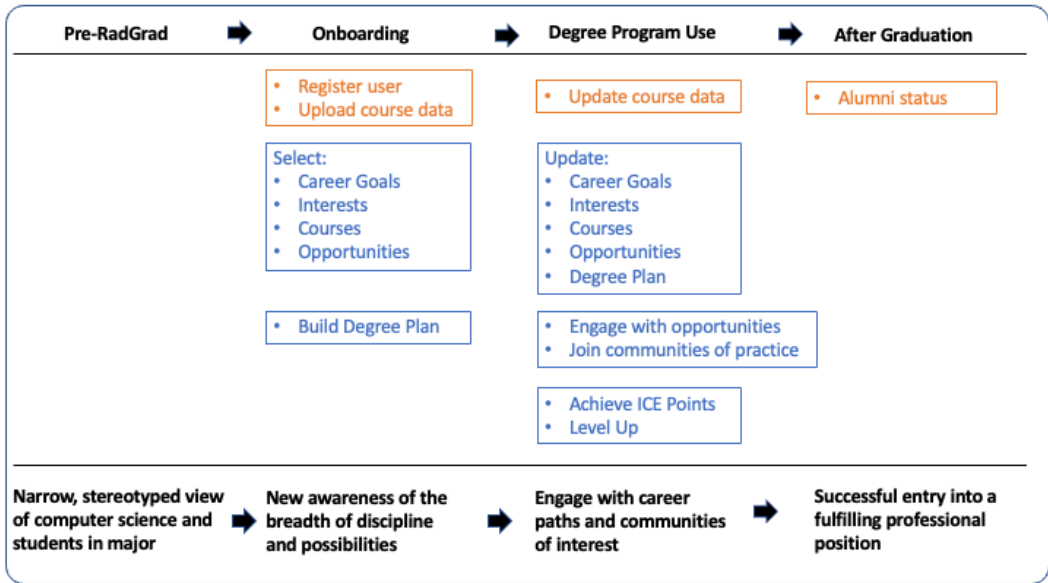 Pre-RadGrad
Onboarding
Degree Program Use
After Graduation
• Register user
• Upload course data
• Update course data
• Alumni status
Select:
• Career Goals
• Interests
• Courses
• Opportunities
Update:
• Career Goals
• Interests
• Courses
• Opportunities
• Degree Plan
• Build Degree Plan
• Engage with opportunities
• Join communities of practice
• Achieve ICE Points
• Level Up
Narrow, stereotyped view
of computer science and
students in major
New awareness of the
breadth of discipline
and possibilities
Engage with career
paths and communities
of interest
Successful entry into a
fulfilling professional
position